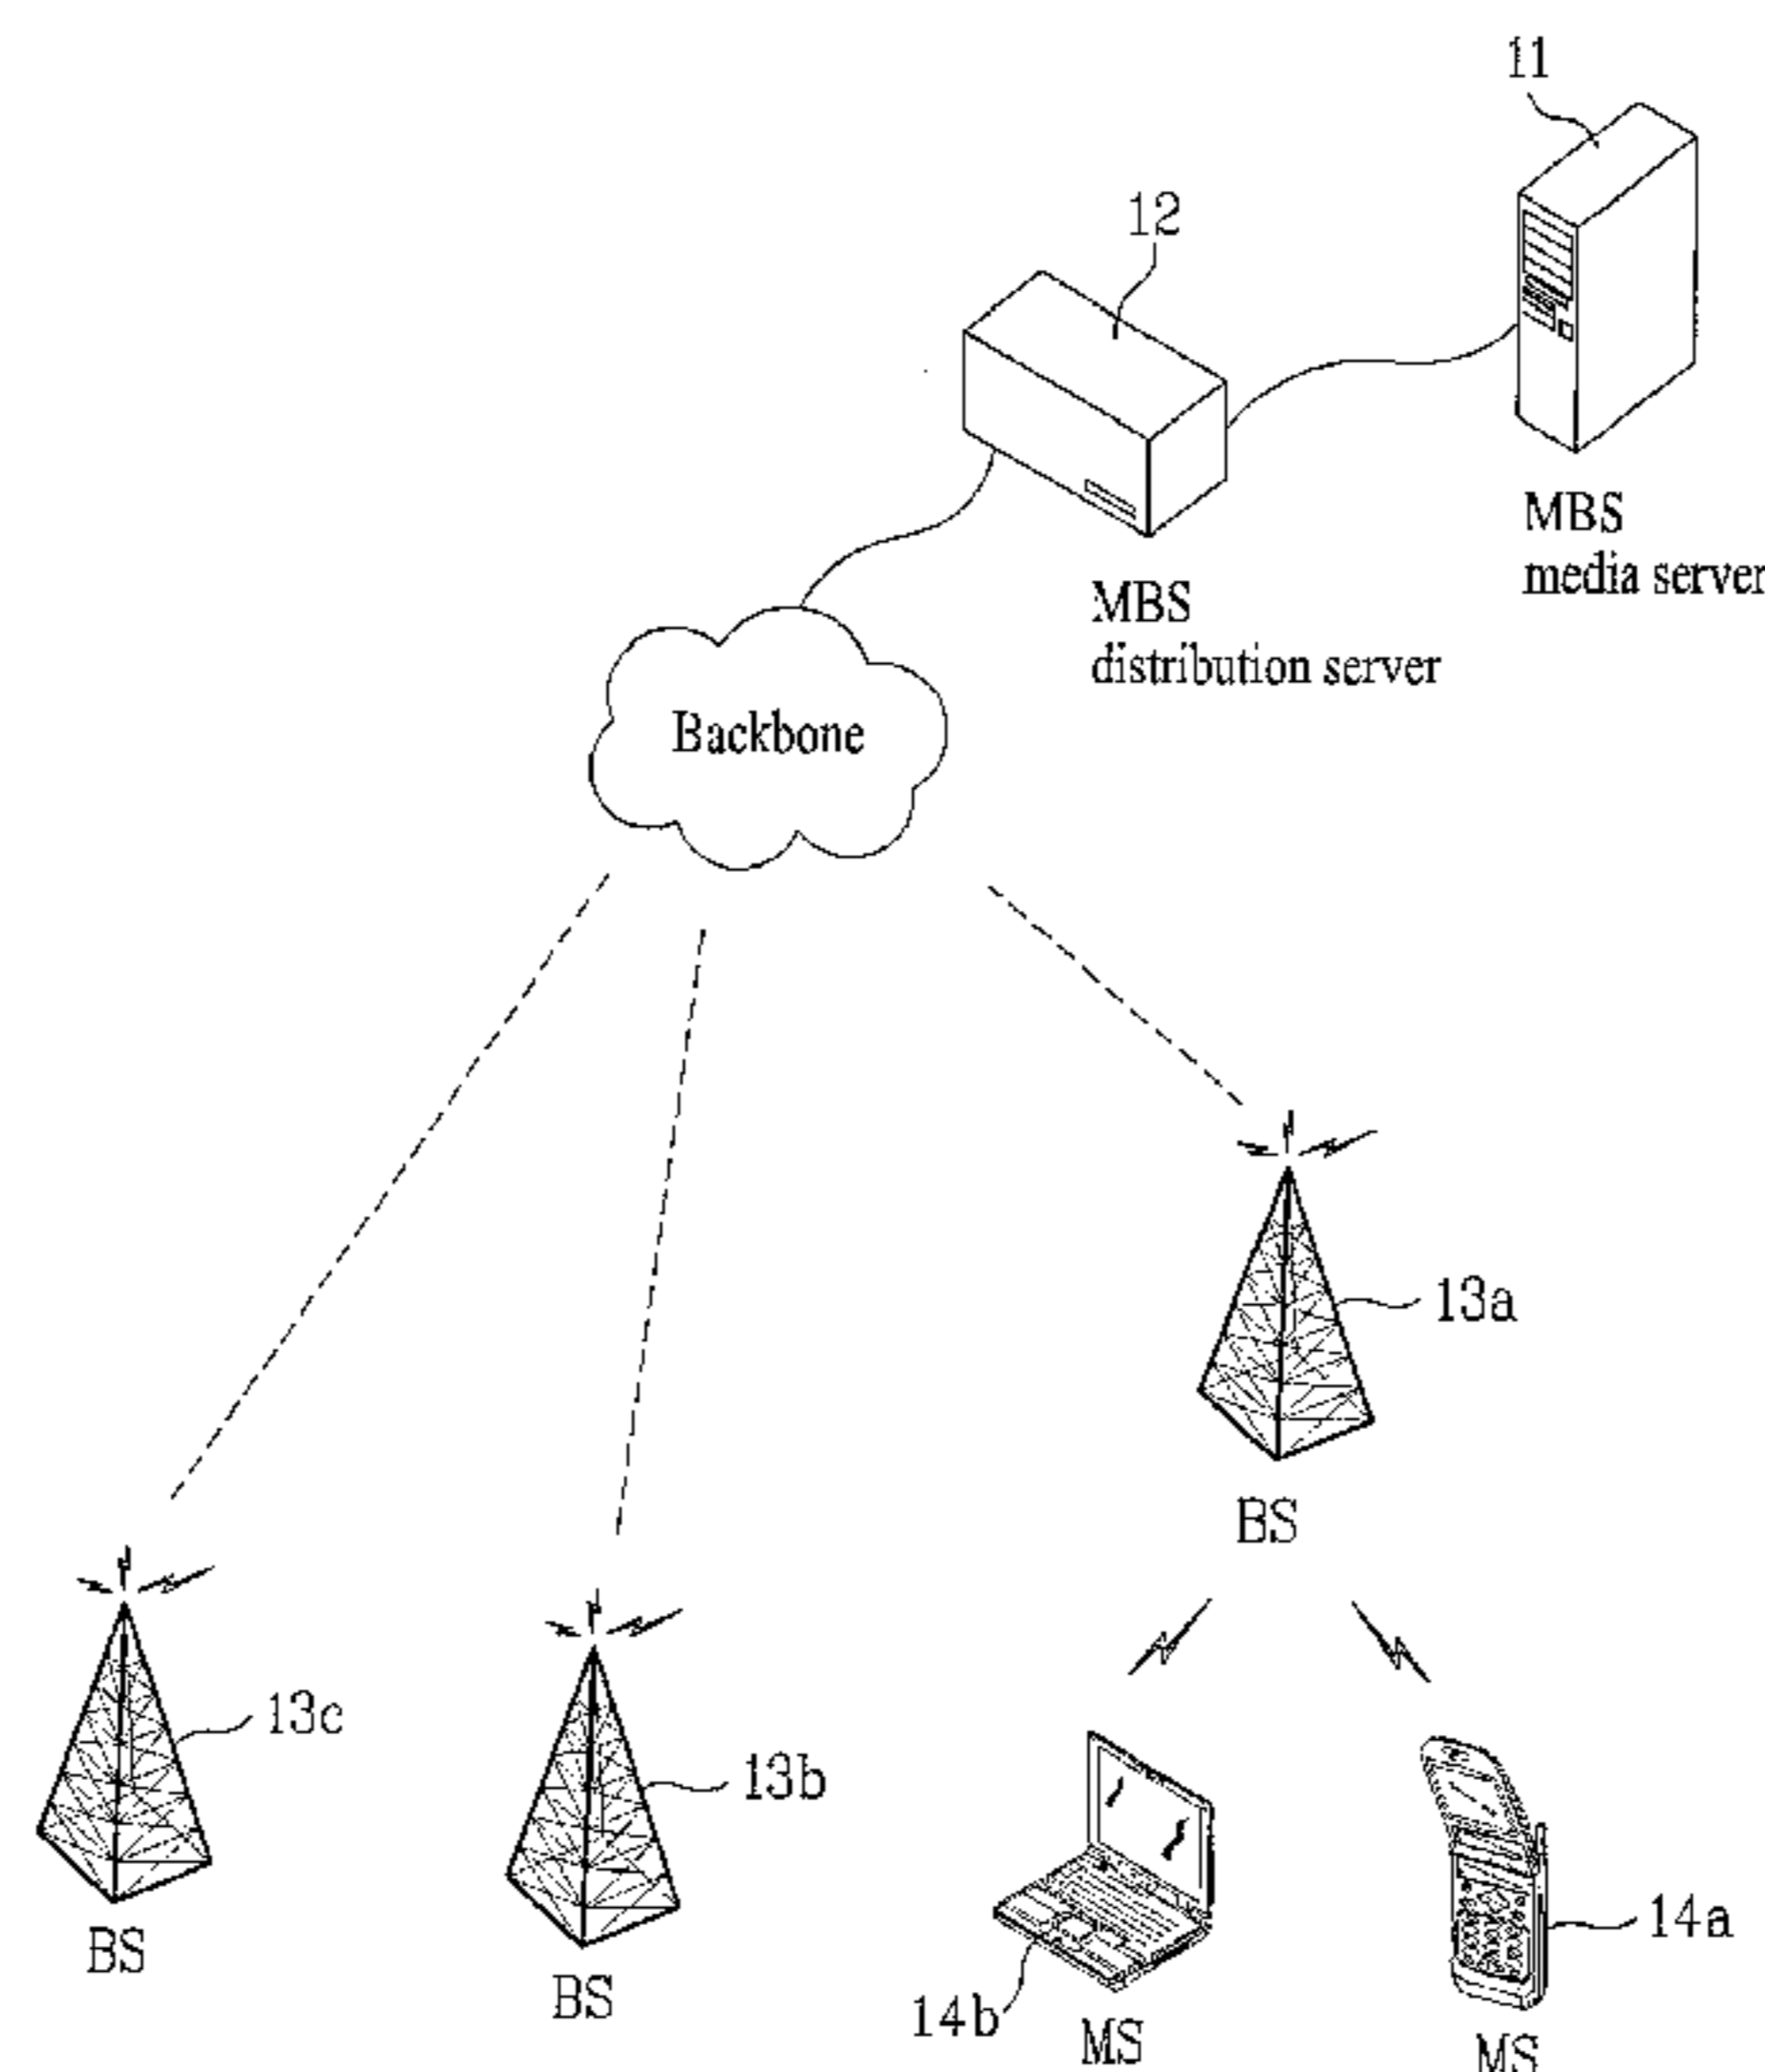 11
12
MBS
media server
MBS
distribution server
Backbone
13a
BS
13c
13b
BS
BS
14a
14b
MS
MS